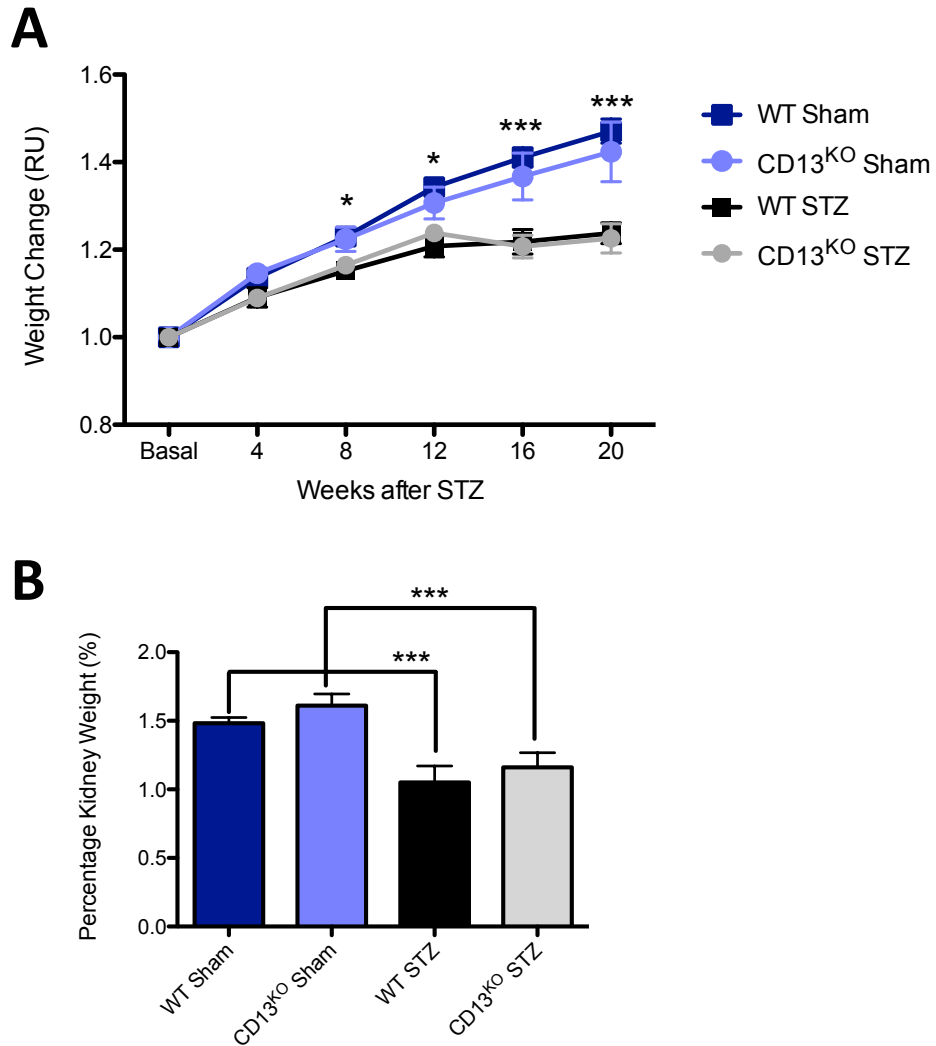 A
1.6
1.4
1.2
1.0
0.8
Weight Change (RU)
*
*
***
***
Basal 4 8 12 16 20
Weeks after STZ
WT Sham
CD13KO Sham
WT STZ
CD13KO STZ
B
***
***
2.0
1.5
1.0
0.5
0.0
Percentage Kidney Weight (%)
WT Sham
CD13KO Sham
WT STZ
CD13KO STZ